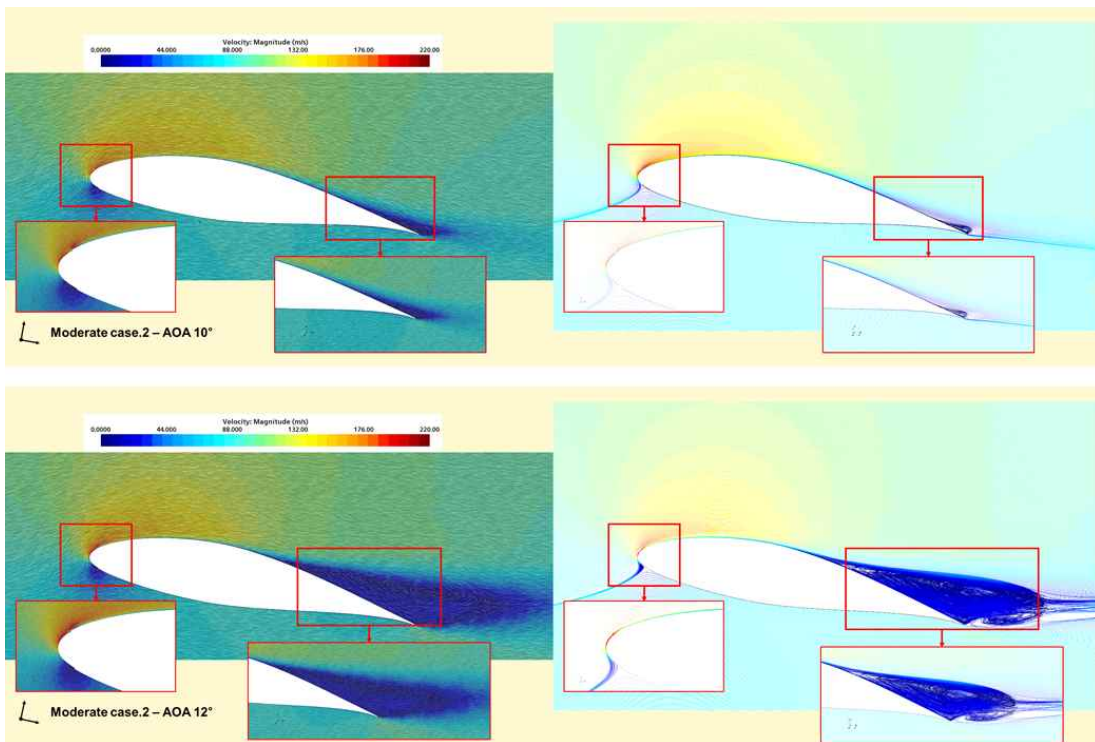 Velocity: Magnitude (m/s)
0.0000 44.000 88.000 132.00 176.00 220.00
Moderate case.2 – AOA 10°
Velocity: Magnitude (m/s)
0.0000 44.000 88.000 132.00 176.00 220.00
Moderate case.2 – AOA 12°